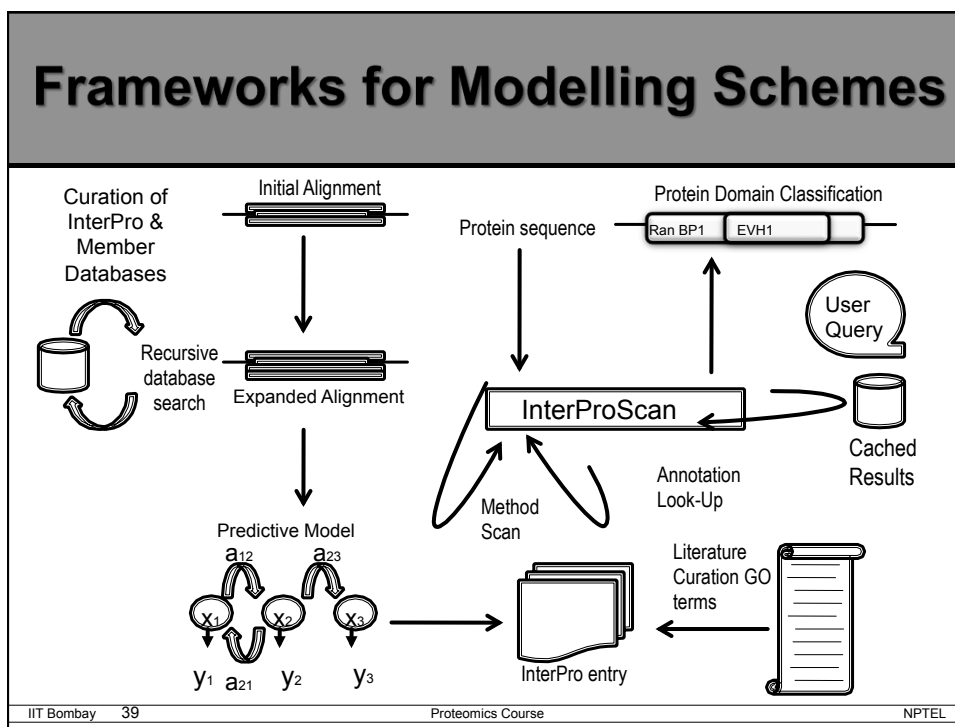 Frameworks for Modelling Schemes
Curation of
InterPro &
Member
Databases
Initial Alignment
Recursive
database
search
Expanded Alignment
Predictive Model
a12
a23
x1
x2
x3
y1
a21
y2
y3
Protein sequence
Protein Domain Classification
Ran BP1
EVH1
User
Query
InterProScan
Cached
Results
Method
Scan
Annotation
Look-Up
Literature
Curation GO
terms
InterPro entry
IIT Bombay
39
Proteomics Course
NPTEL